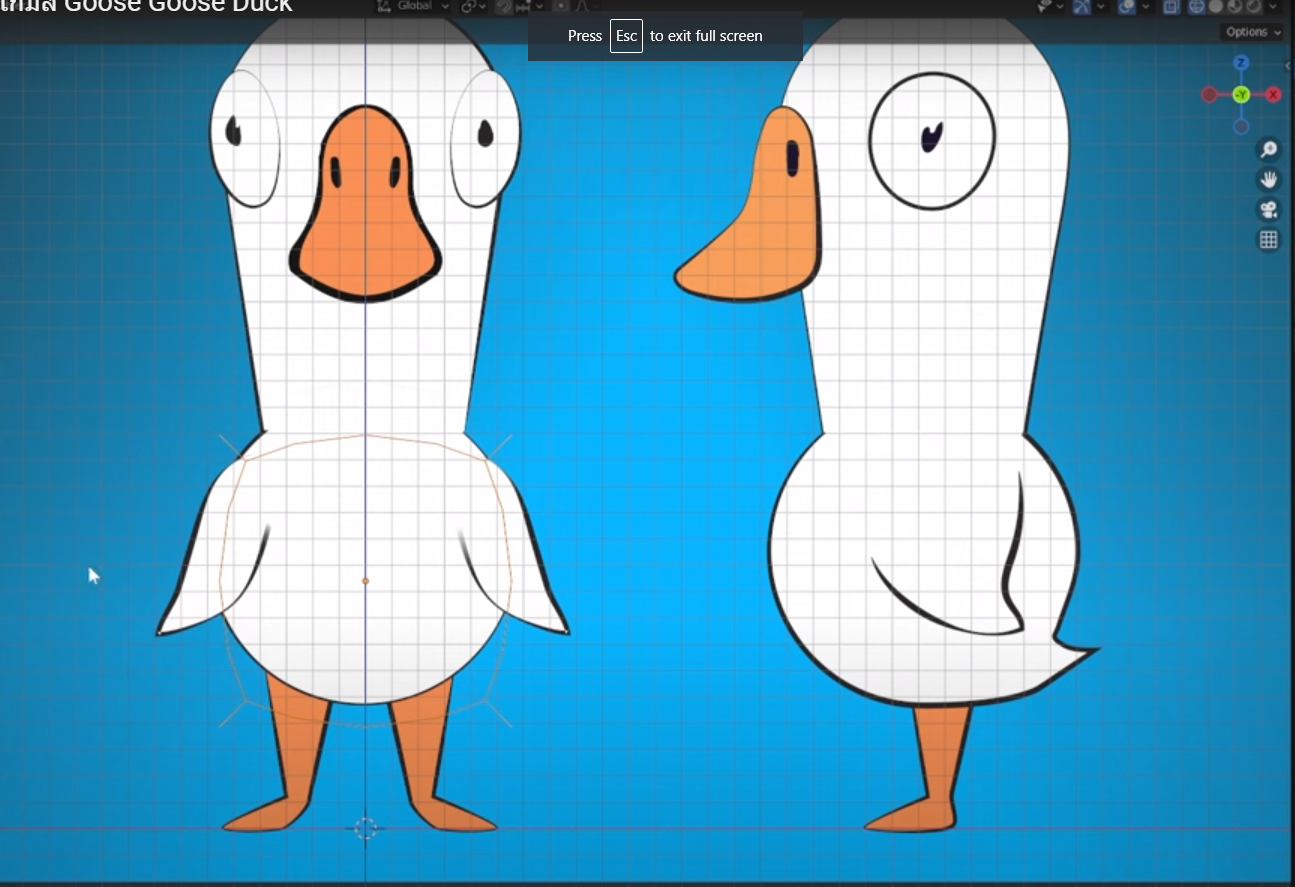 เกมส์ Goose Goose Duck
Global
Press Esc to exit full screen
Options
Z
-Y
X